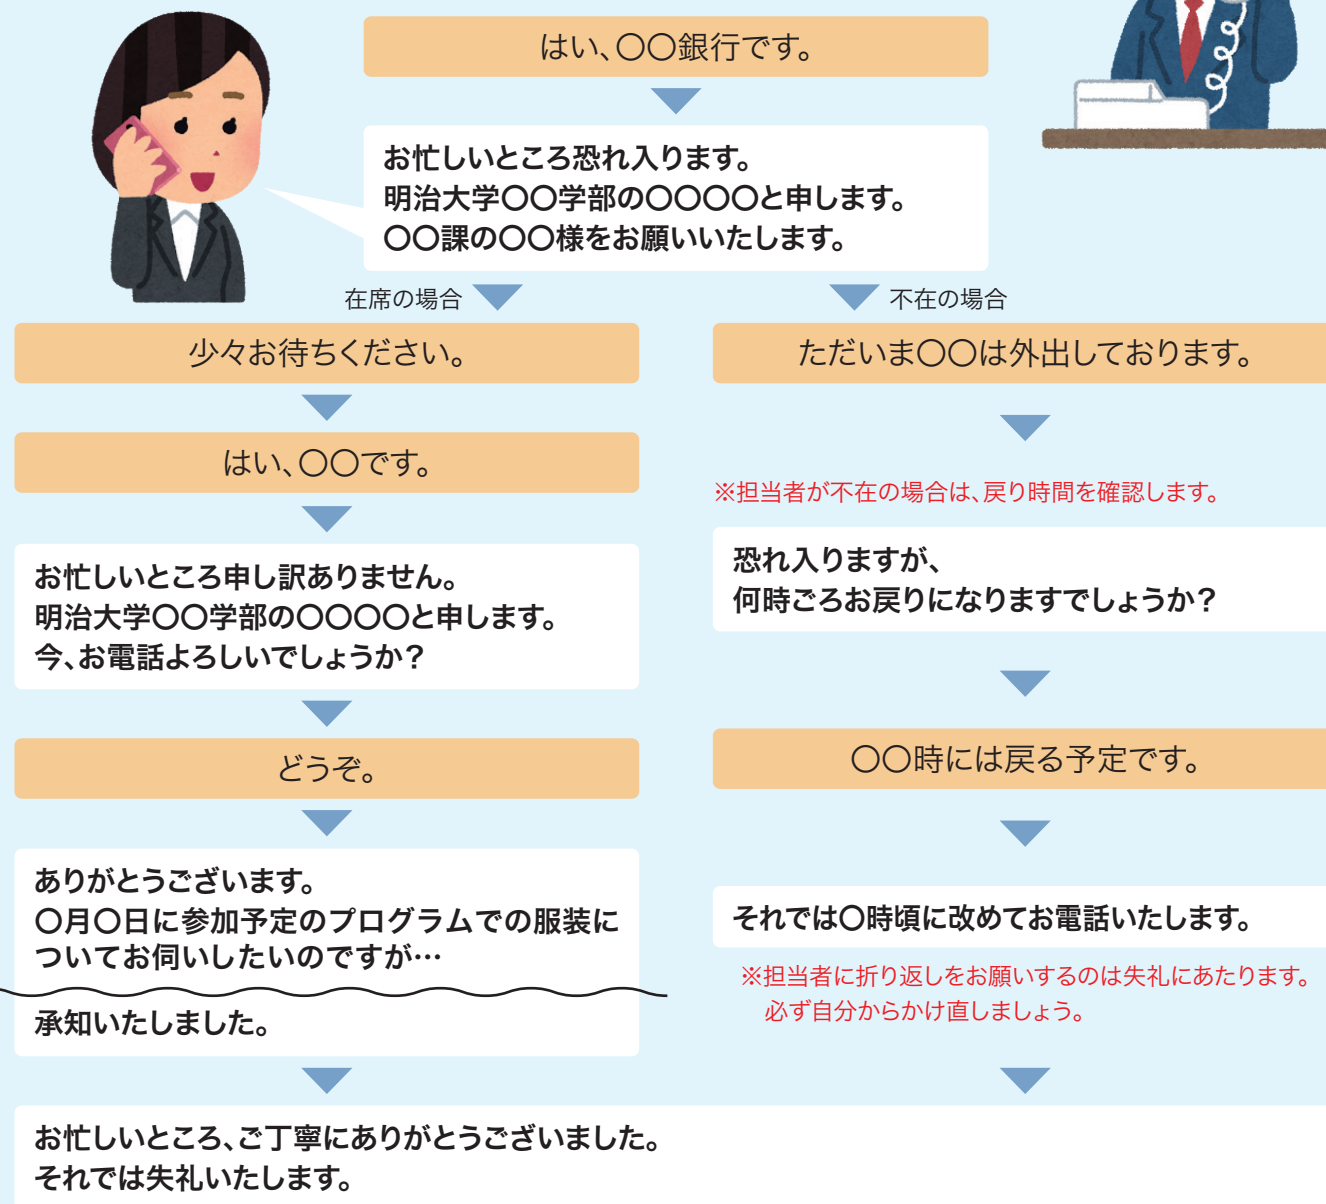 はい、〇〇銀行です。
お忙しいところ恐れ入ります。
明治大学〇〇学部の〇〇〇〇と申します。
〇〇課の〇〇様をお願いいたします。
在席の場合
少々お待ちください。
はい、〇〇です。
お忙しいところ申し訳ありません。
明治大学〇〇学部の〇〇〇〇と申します。
今、お電話よろしいでしょうか？
どうぞ。
ありがとうございます。
〇月〇日に参加予定のプログラムでの服装に
ついてお伺いしたいのですが…
承知いたしました。
不在の場合
ただいま〇〇は外出しております。
※担当者が不在の場合は、戻り時間を確認します。
恐れ入りますが、
何時ごろお戻りになりますでしょうか？
〇〇時には戻る予定です。
それでは〇時頃に改めてお電話いたします。
※担当者に折り返しをお願いするのは失礼にあたります。
必ず自分からかけ直しましょう。
お忙しいところ、ご丁寧にありがとうございました。
それでは失礼いたします。